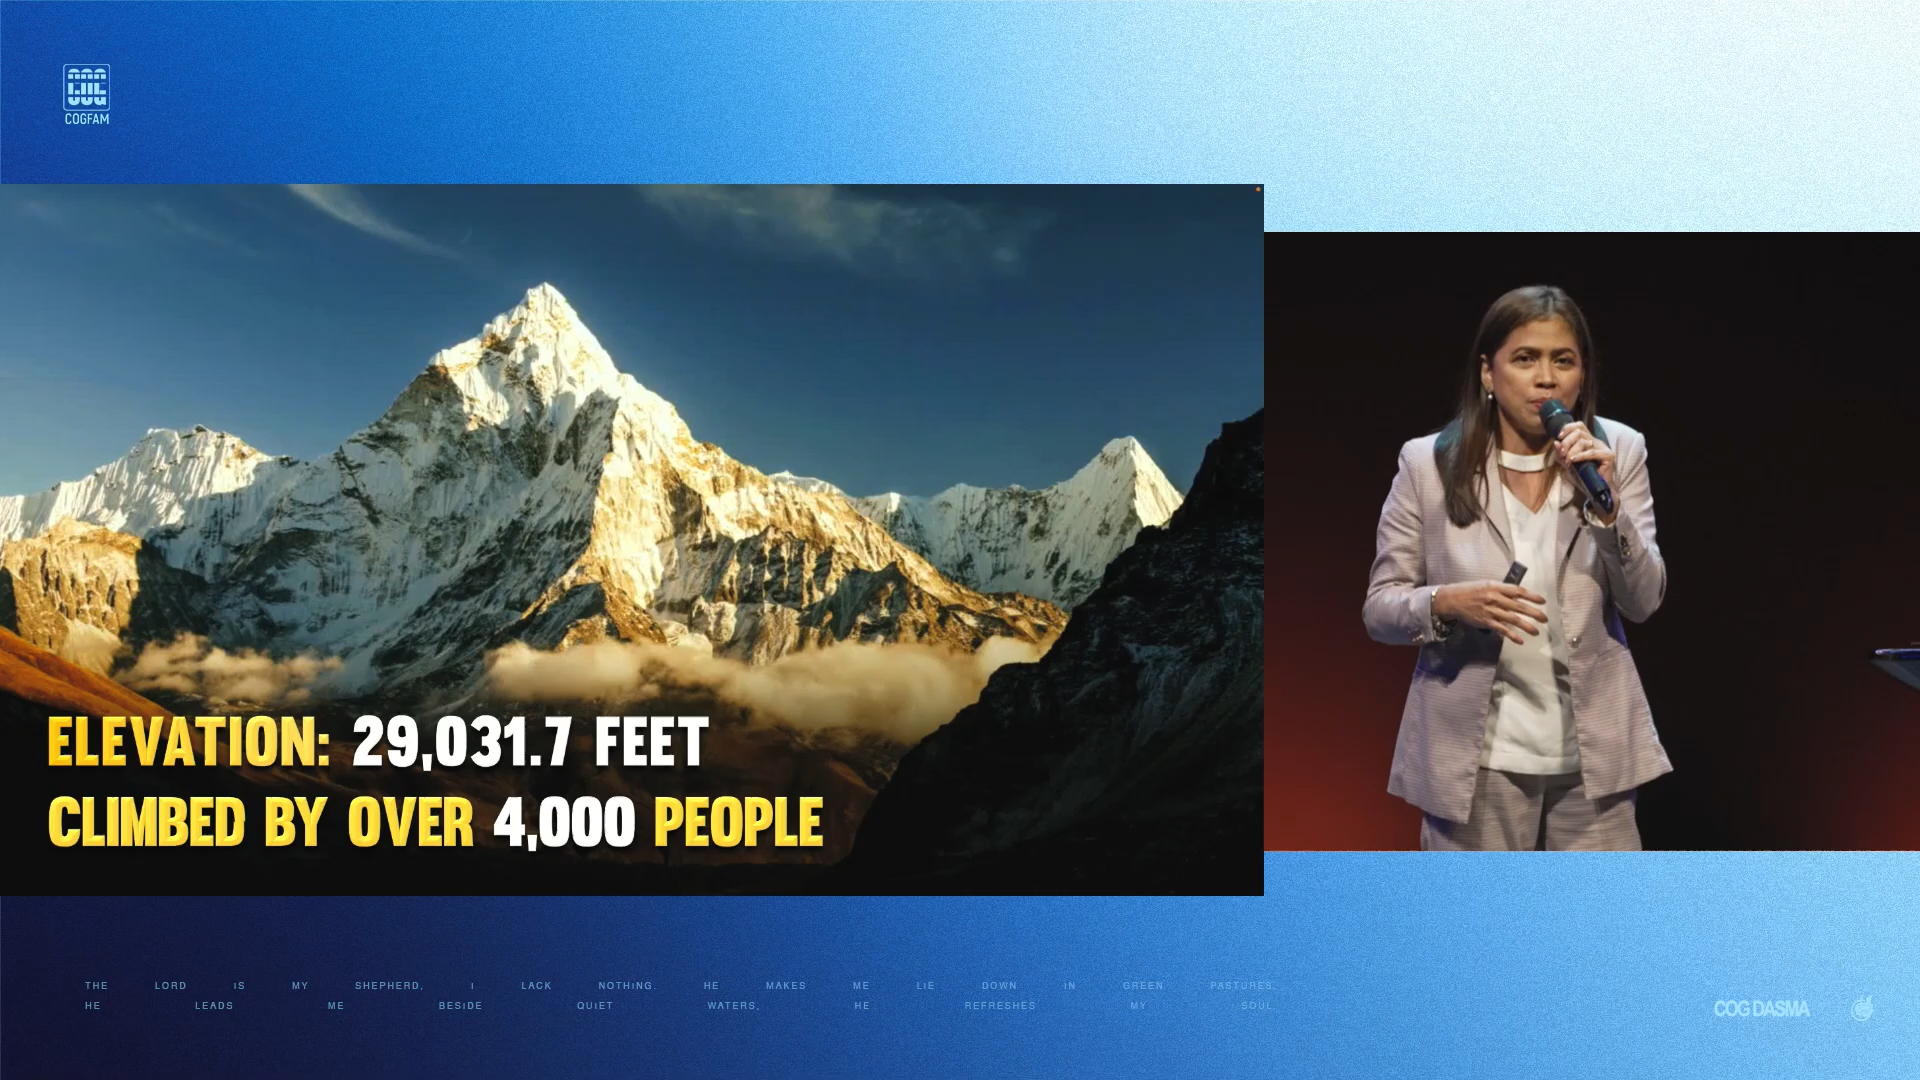 COG
COGFAM
ELEVATION: 29,031.7 FEET
CLIMBED BY OVER 4,000 PEOPLE
THE LORD IS MY SHEPHERD, I LACK NOTHING. HE MAKES ME LIE DOWN IN GREEN PASTURES,
HE LEADS ME BESIDE QUIET WATERS, HE REFRESHES MY SOUL
COG DASMA